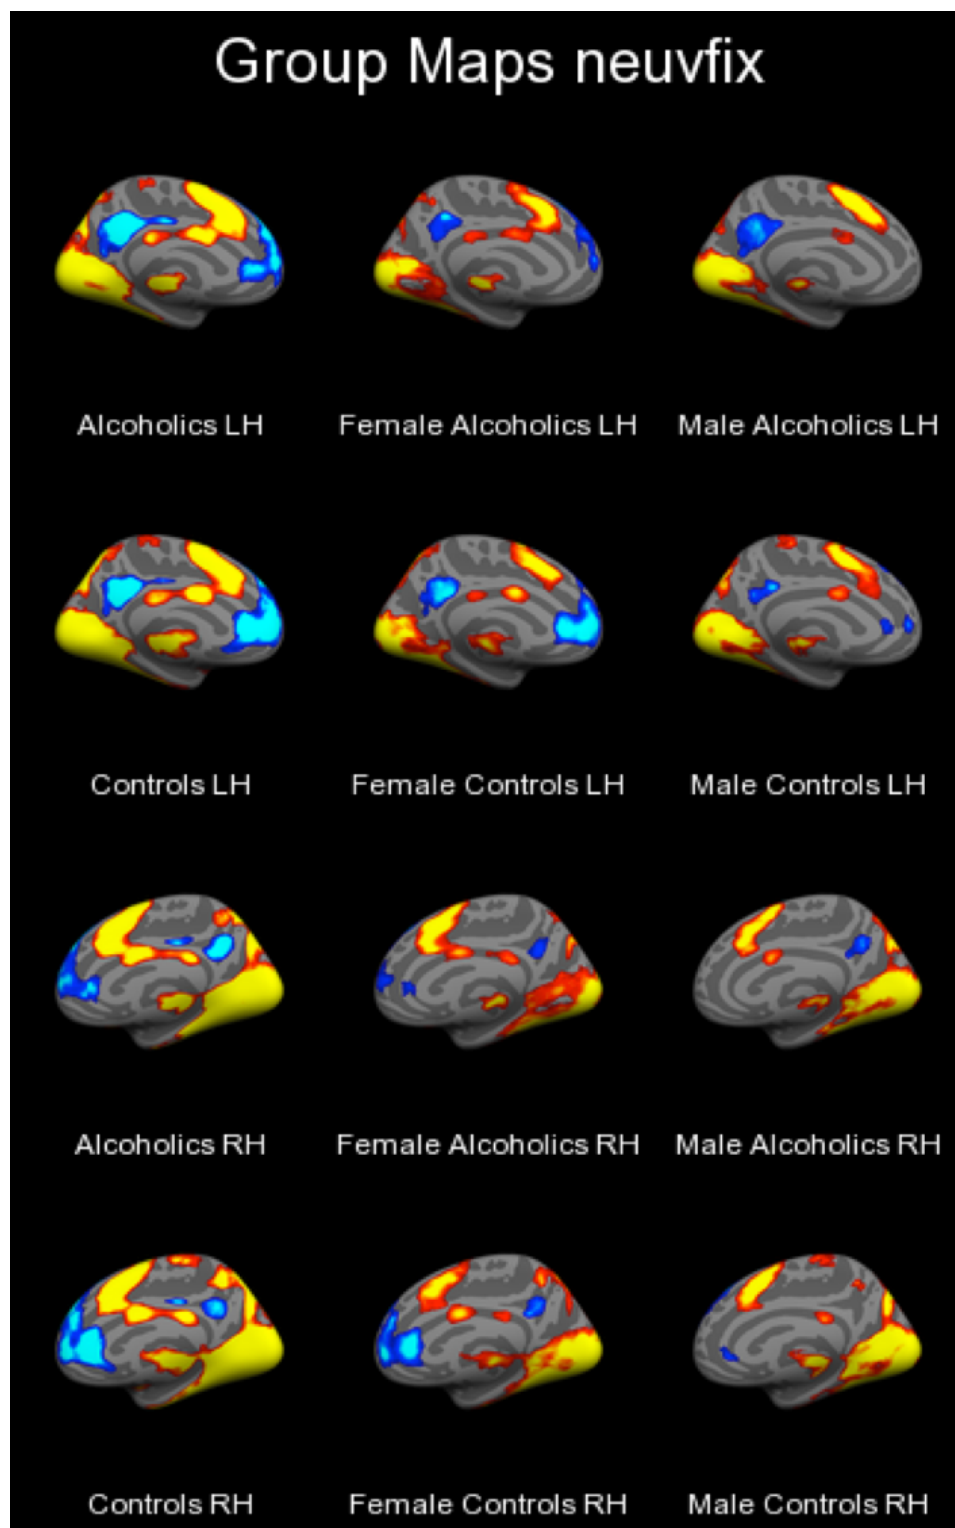 Group Maps neuvfix
Alcoholics LH
Female Alcoholics LH
Male Alcoholics LH
Controls LH
Female Controls LH
Male Controls LH
Alcoholics RH
Female Alcoholics RH
Male Alcoholics RH
Controls RH
Female Controls RH
Male Controls RH